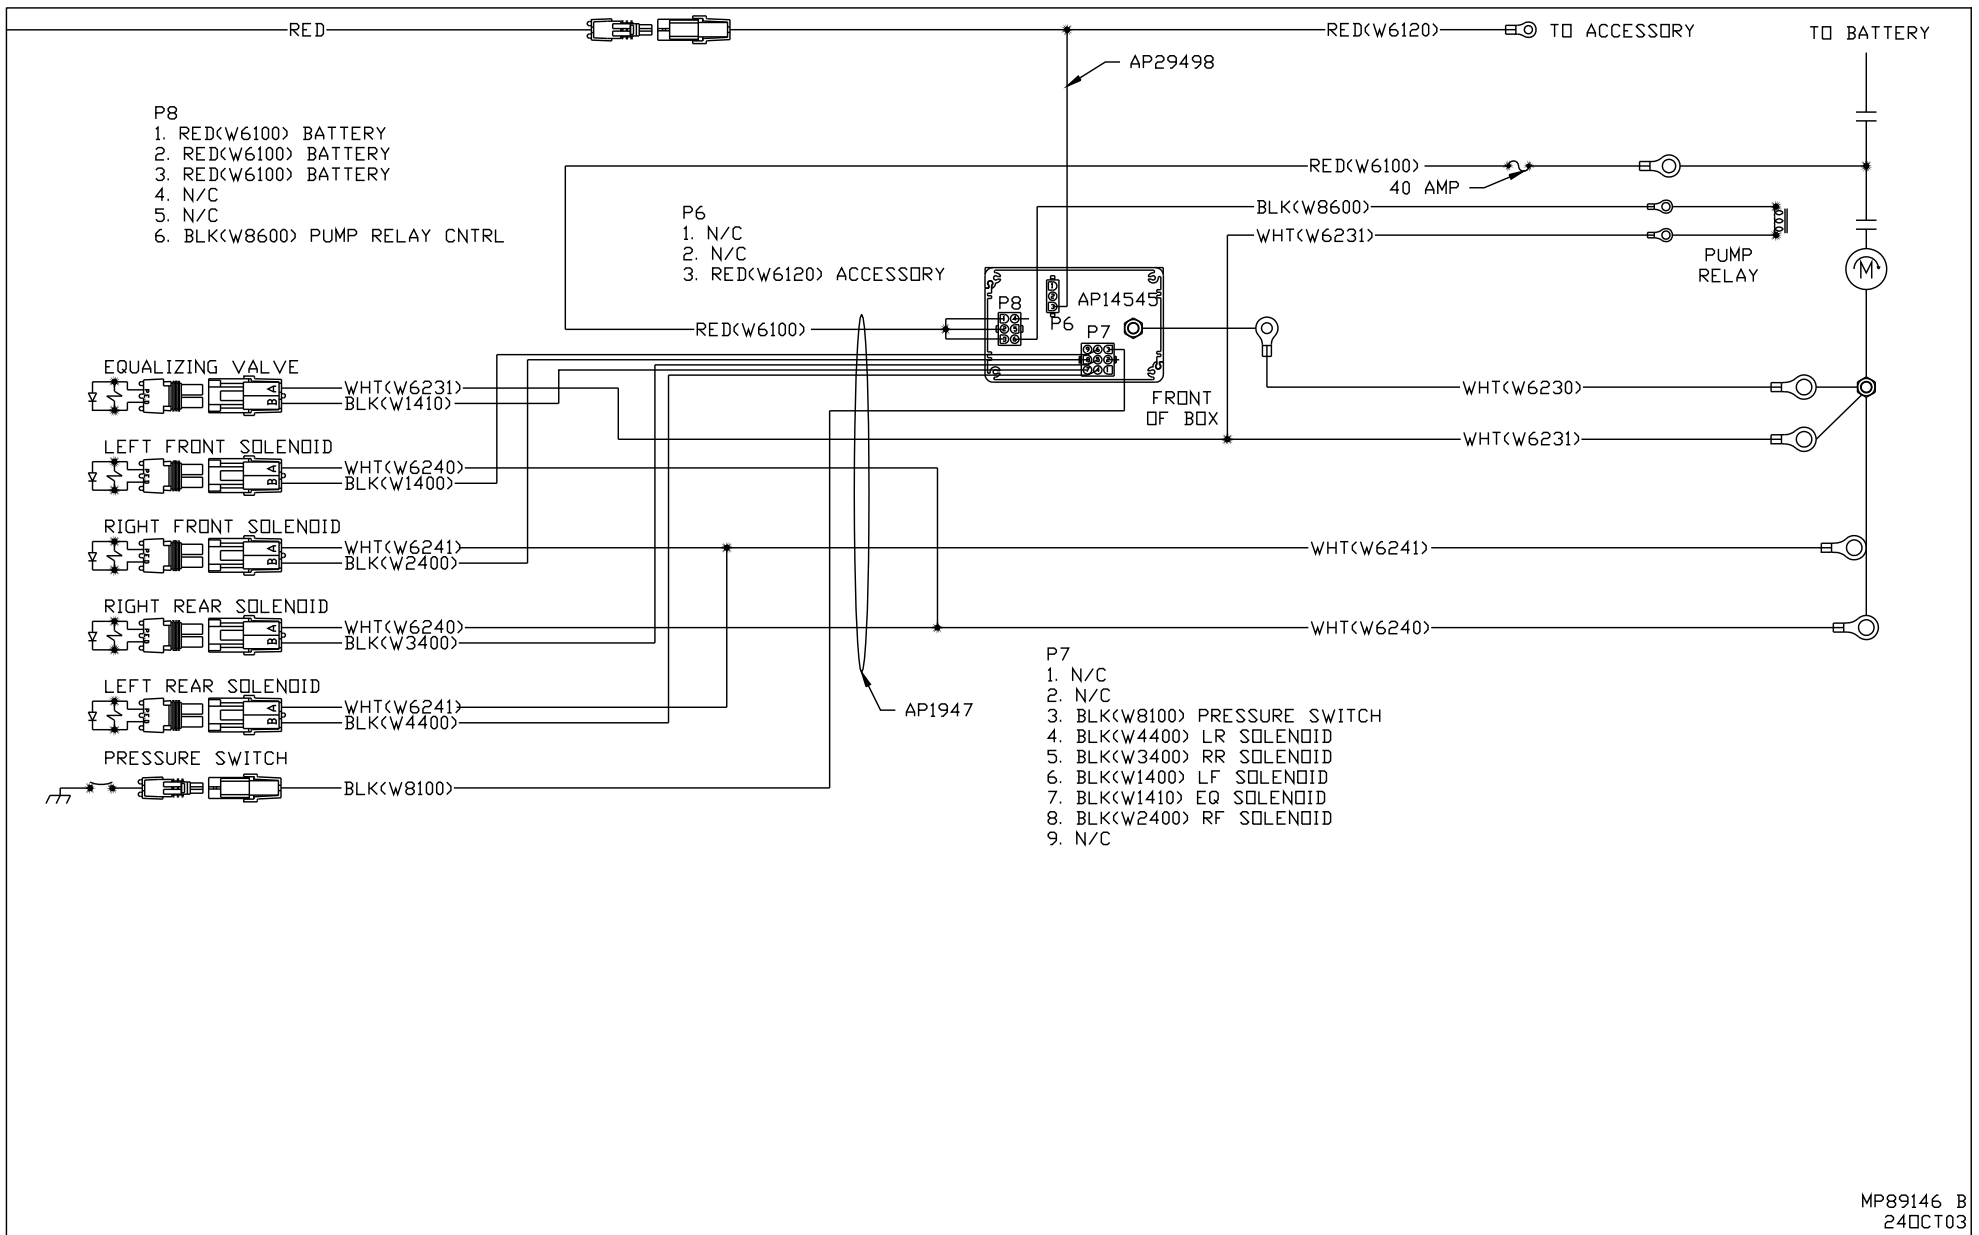 RED
RED(W6120)
TO ACCESSORY
TO BATTERY
AP29498
P8
1. RED(W6100) BATTERY
2. RED(W6100) BATTERY
3. RED(W6100) BATTERY
4. N/C
5. N/C
6. BLK(W8600) PUMP RELAY CNTRL
RED(W6100)
40 AMP
P6
1. N/C
2. N/C
3. RED(W6120) ACCESSORY
BLK(W8600)
WHT(W6231)
PUMP
RELAY
M
P8
AP14545
P6
P7
RED(W6100)
FRONT
OF BOX
WHT(W6230)
WHT(W6231)
EQUALIZING VALVE
A
B
WHT(W6231)
BLK(W1410)
LEFT FRONT SOLENOID
A
B
WHT(W6240)
BLK(W1400)
RIGHT FRONT SOLENOID
A
B
WHT(W6241)
BLK(W2400)
WHT(W6241)
RIGHT REAR SOLENOID
A
B
WHT(W6240)
BLK(W3400)
WHT(W6240)
LEFT REAR SOLENOID
A
B
WHT(W6241)
BLK(W4400)
AP1947
PRESSURE SWITCH
BLK(W8100)
P7
1. N/C
2. N/C
3. BLK(W8100) PRESSURE SWITCH
4. BLK(W4400) LR SOLENOID
5. BLK(W3400) RR SOLENOID
6. BLK(W1400) LF SOLENOID
7. BLK(W1410) EQ SOLENOID
8. BLK(W2400) RF SOLENOID
9. N/C
MP89146 B
24OCT03